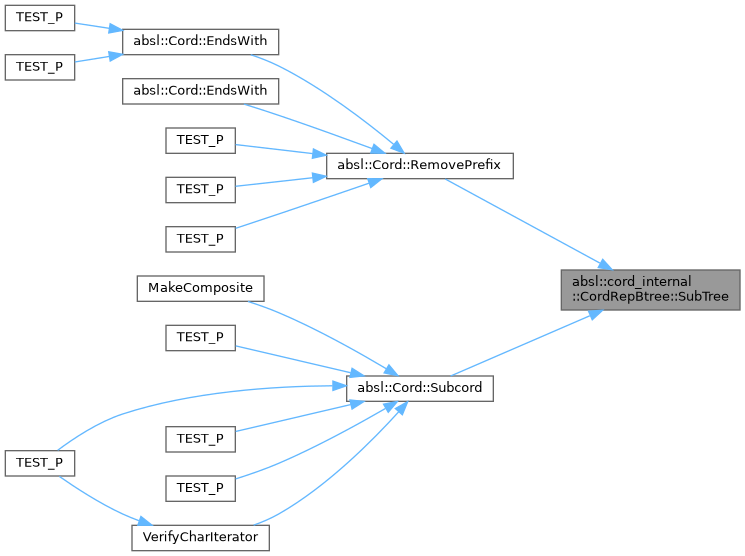 TEST_P
absl::Cord::EndsWith
TEST_P
absl::Cord::EndsWith
TEST_P
absl::Cord::RemovePrefix
TEST_P
TEST_P
MakeComposite
absl::cord_internal
::CordRepBtree::SubTree
TEST_P
absl::Cord::Subcord
TEST_P
TEST_P
TEST_P
VerifyCharIterator